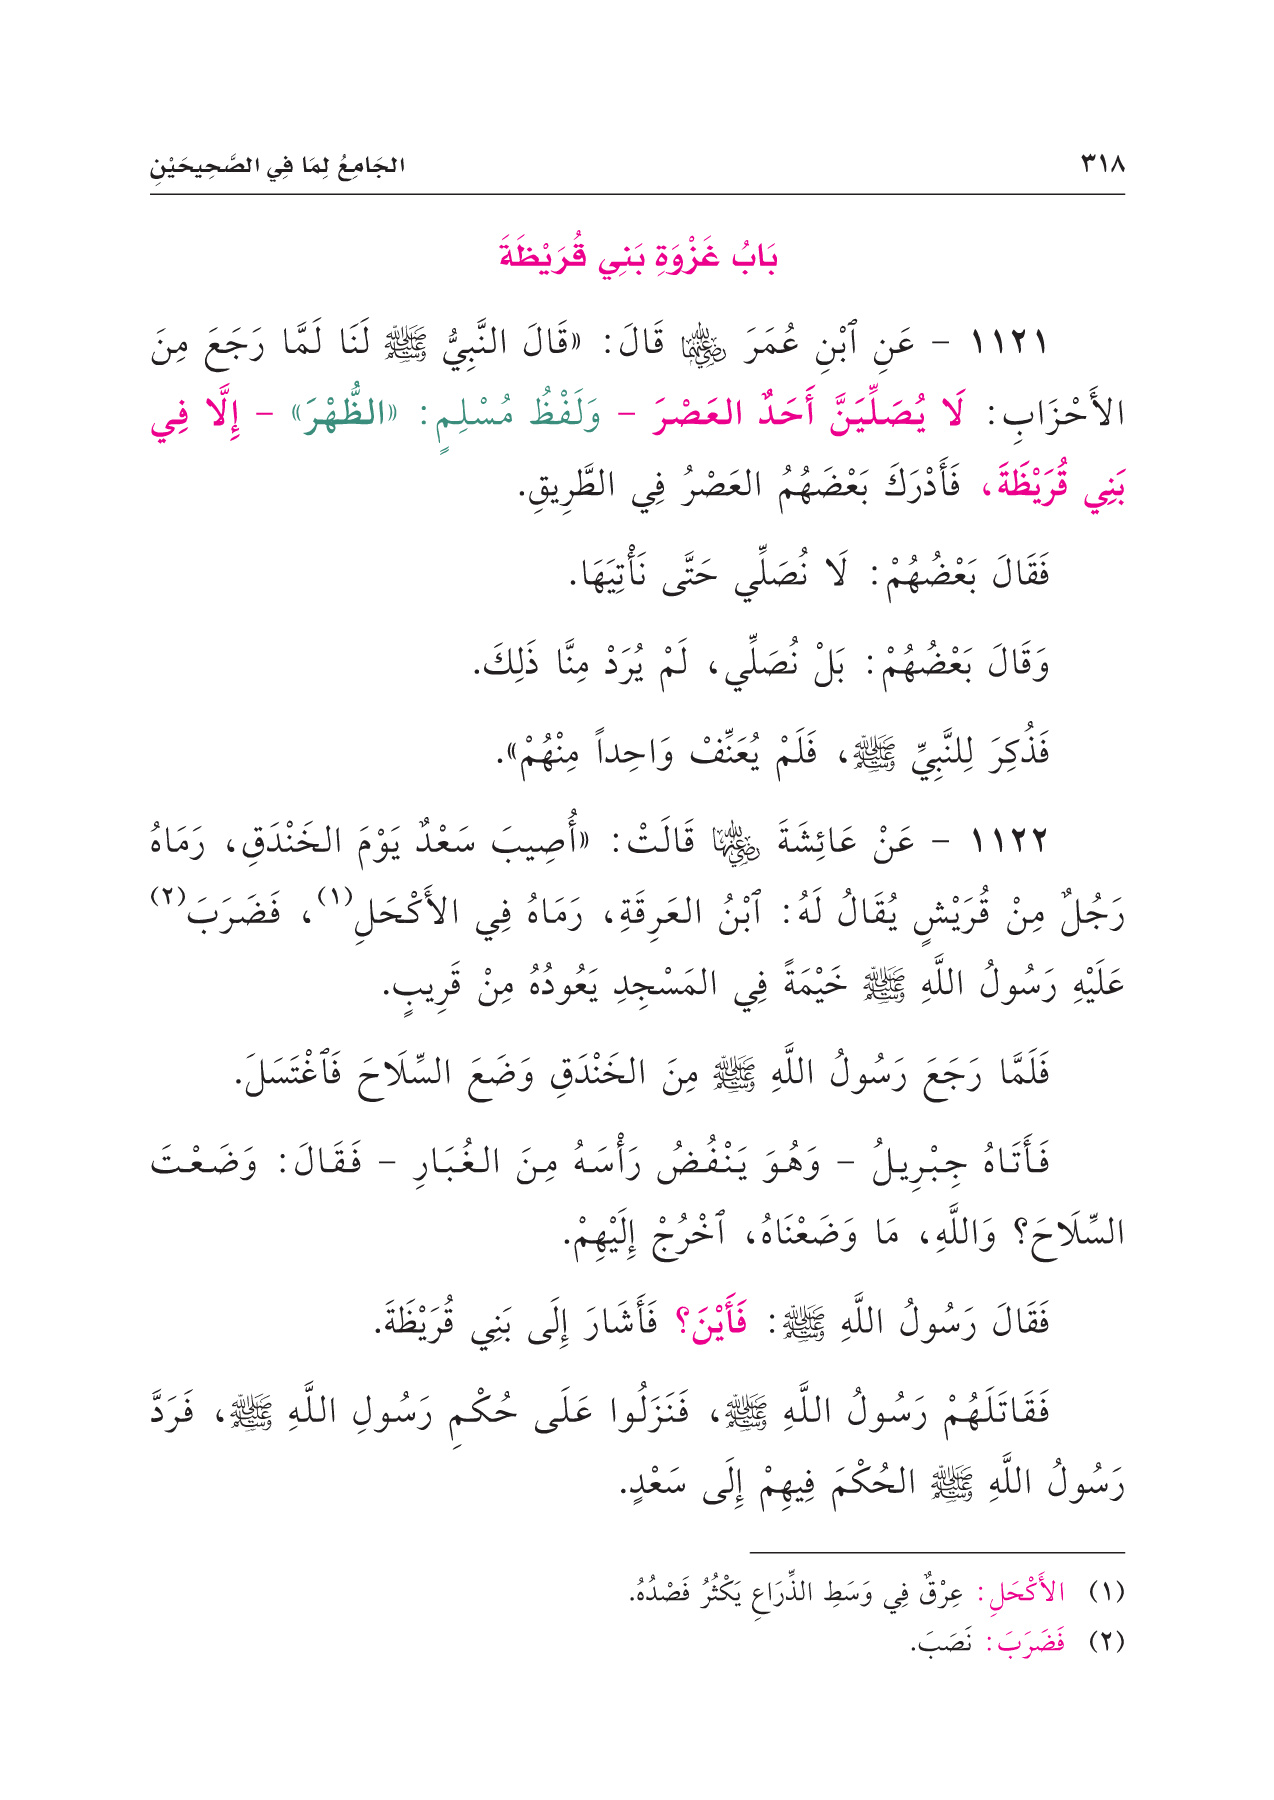 ٣١٨
الجَامِعُ لِمَا فِي الصَّحِيحَيْنِ
بَابُ غَزْوَةِ بَنِي قُرَيْظَةَ
١١٢١ - عَنِ ٱبْنِ عُمَرَ رضي الله عنهما قَالَ: «قَالَ النَّبِيُّ ﷺ لَنَا لَمَّا رَجَعَ مِنَ
الأَحْزَابِ: لَا يُصَلِّيَنَّ أَحَدٌ العَصْرَ - وَلَفْظُ مُسْلِمٍ: «الظُّهْرَ» - إِلَّا فِي
بَنِي قُرَيْظَةَ، فَأَدْرَكَ بَعْضَهُمُ العَصْرُ فِي الطَّرِيقِ.
فَقَالَ بَعْضُهُمْ: لَا نُصَلِّي حَتَّى نَأْتِيَهَا.
وَقَالَ بَعْضُهُمْ: بَلْ نُصَلِّي، لَمْ يُرَدْ مِنَّا ذَلِكَ.
فَذُكِرَ لِلنَّبِيِّ ﷺ، فَلَمْ يُعَنِّفْ وَاحِداً مِنْهُمْ».
١١٢٢ - عَنْ عَائِشَةَ رضي الله عنها قَالَتْ: «أُصِيبَ سَعْدٌ يَوْمَ الخَنْدَقِ، رَمَاهُ
رَجُلٌ مِنْ قُرَيْشٍ يُقَالُ لَهُ: ٱبْنُ العَرِقَةِ، رَمَاهُ فِي الأَكْحَلِ(١)، فَضَرَبَ(٢)
عَلَيْهِ رَسُولُ اللَّهِ ﷺ خَيْمَةً فِي المَسْجِدِ يَعُودُهُ مِنْ قَرِيبٍ.
فَلَمَّا رَجَعَ رَسُولُ اللَّهِ ﷺ مِنَ الخَنْدَقِ وَضَعَ السِّلَاحَ فَٱغْتَسَلَ.
فَأَتَاهُ جِبْرِيلُ - وَهُوَ يَنْفُضُ رَأْسَهُ مِنَ الغُبَارِ - فَقَالَ: وَضَعْتَ
السِّلَاحَ؟ وَاللَّهِ، مَا وَضَعْنَاهُ، ٱخْرُجْ إِلَيْهِمْ.
فَقَالَ رَسُولُ اللَّهِ ﷺ: فَأَيْنَ؟ فَأَشَارَ إِلَى بَنِي قُرَيْظَةَ.
فَقَاتَلَهُمْ رَسُولُ اللَّهِ ﷺ، فَنَزَلُوا عَلَى حُكْمِ رَسُولِ اللَّهِ ﷺ، فَرَدَّ
رَسُولُ اللَّهِ ﷺ الحُكْمَ فِيهِمْ إِلَى سَعْدٍ.
(١) الأَكْحَلِ: عِرْقٌ فِي وَسَطِ الذِّرَاعِ يَكْثُرُ فَصْدُهُ.
(٢) فَضَرَبَ: نَصَبَ.